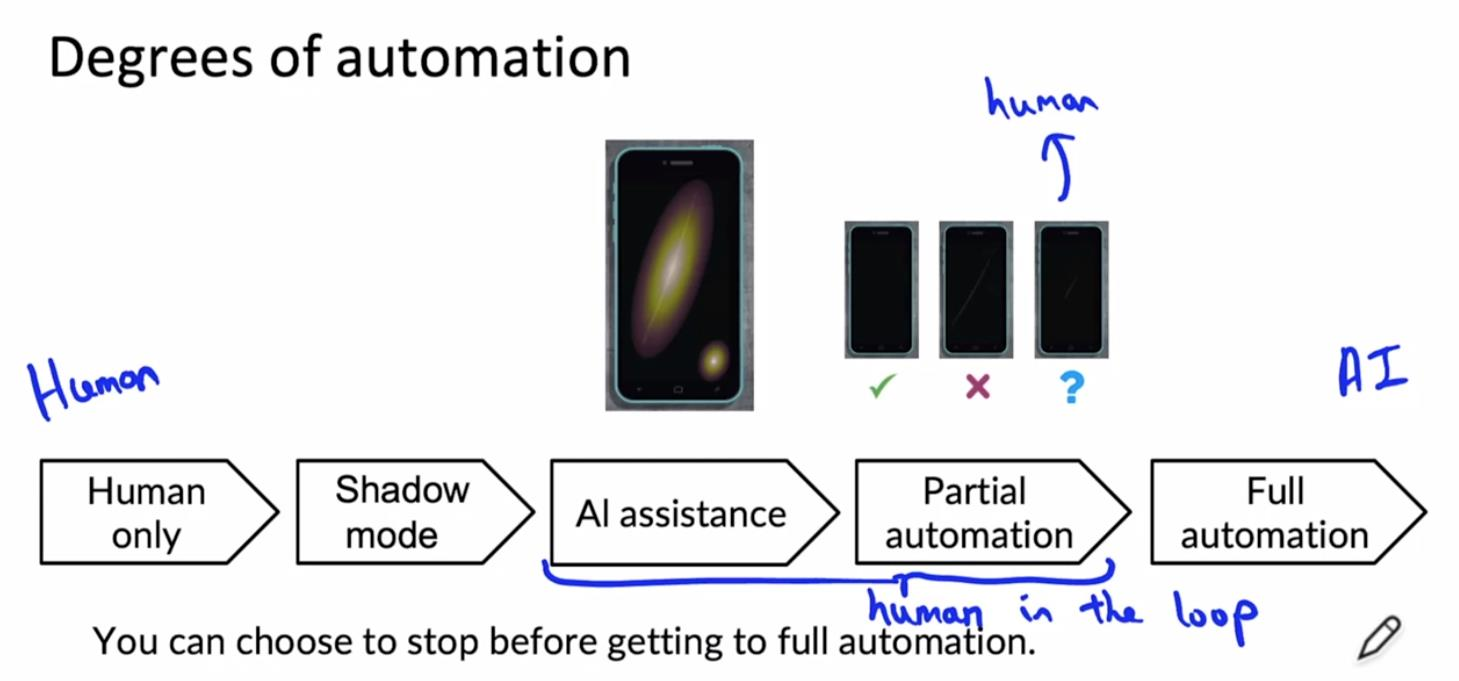 Degrees of automation
human
✓ ✗ ?
Human
AI
Human only
Shadow mode
AI assistance
Partial automation
Full automation
human in the loop
You can choose to stop before getting to full automation.